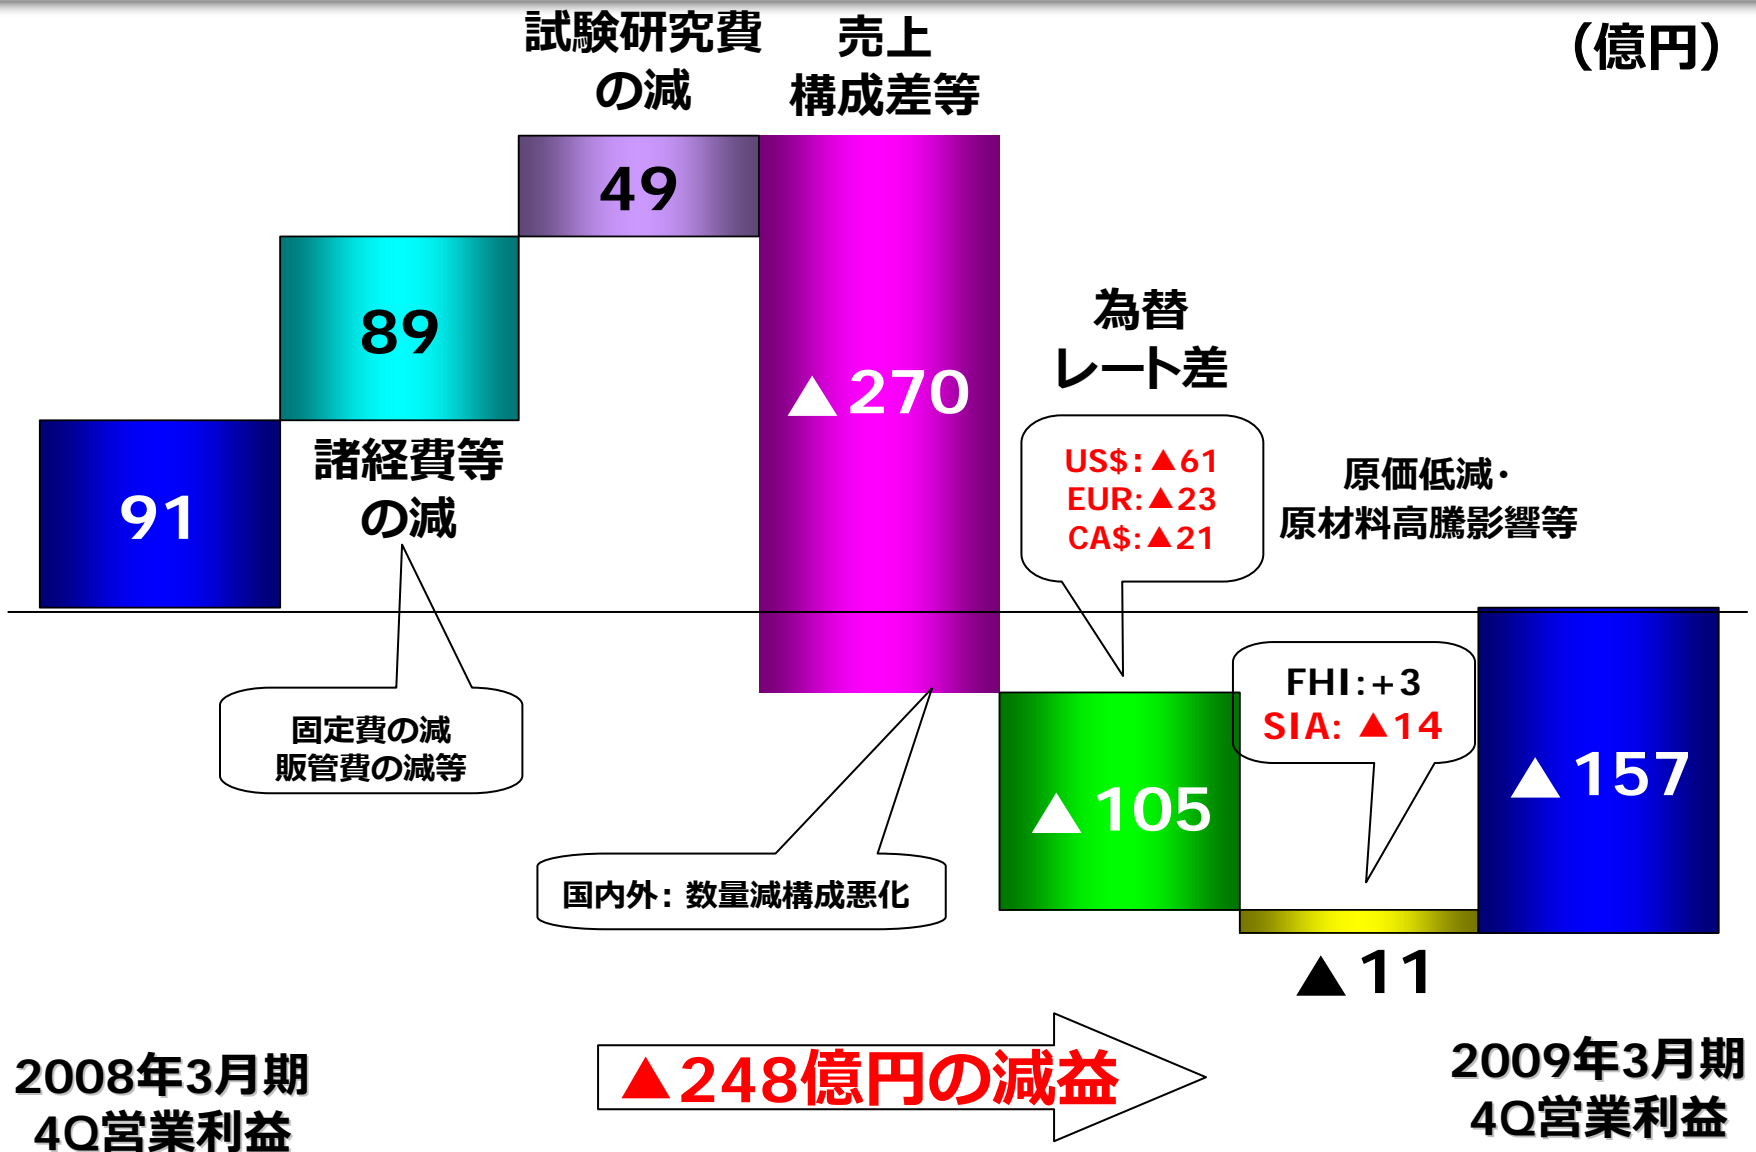 (億円)
試験研究費
の減
売上
構成差等
49
89
▲270
91
諸経費等
の減
為替
レート差
US$:▲61
EUR:▲23
CA$:▲21
原価低減・
原材料高騰影響等
固定費の減
販管費の減等
FHI:+3
SIA: ▲14
▲105
▲157
国内外: 数量減構成悪化
▲11
▲248億円の減益
2008年3月期
4Q営業利益
2009年3月期
4Q営業利益